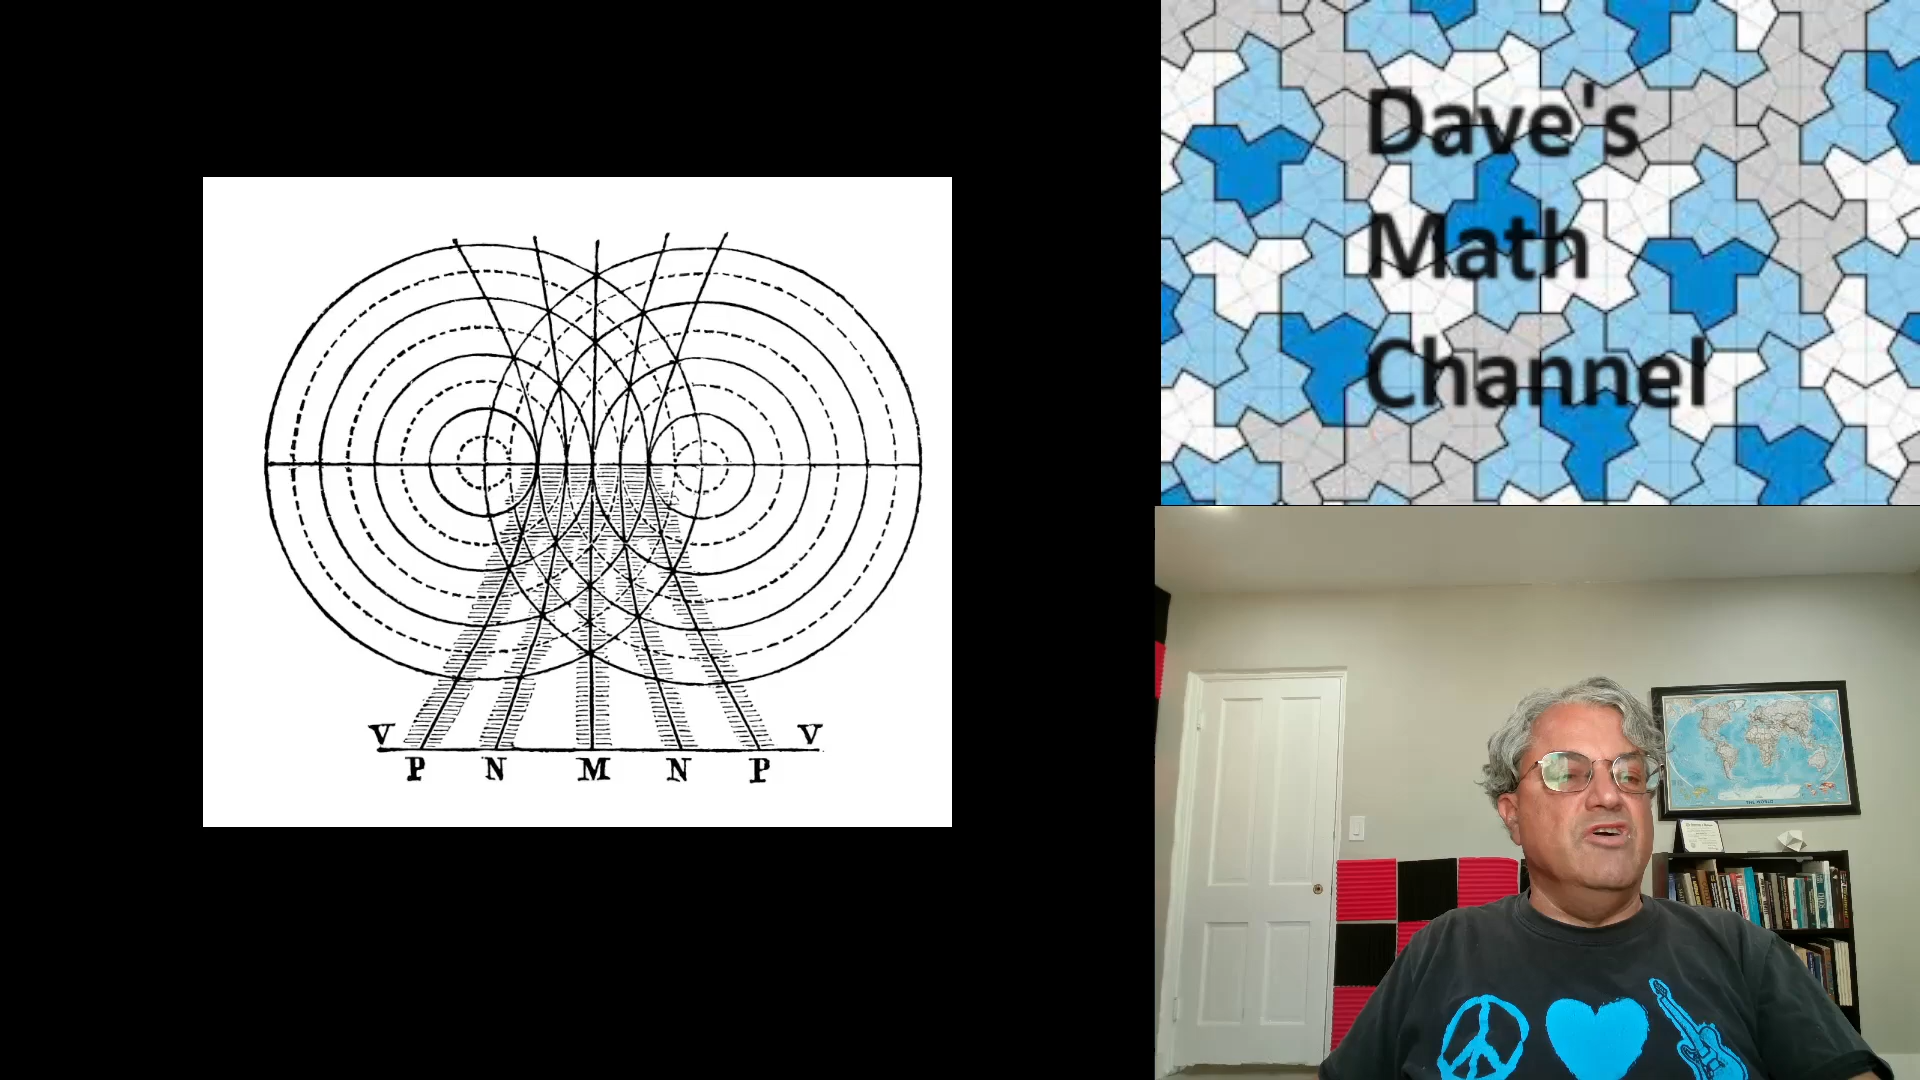 V V
P N M N P
Dave's
Math
Channel